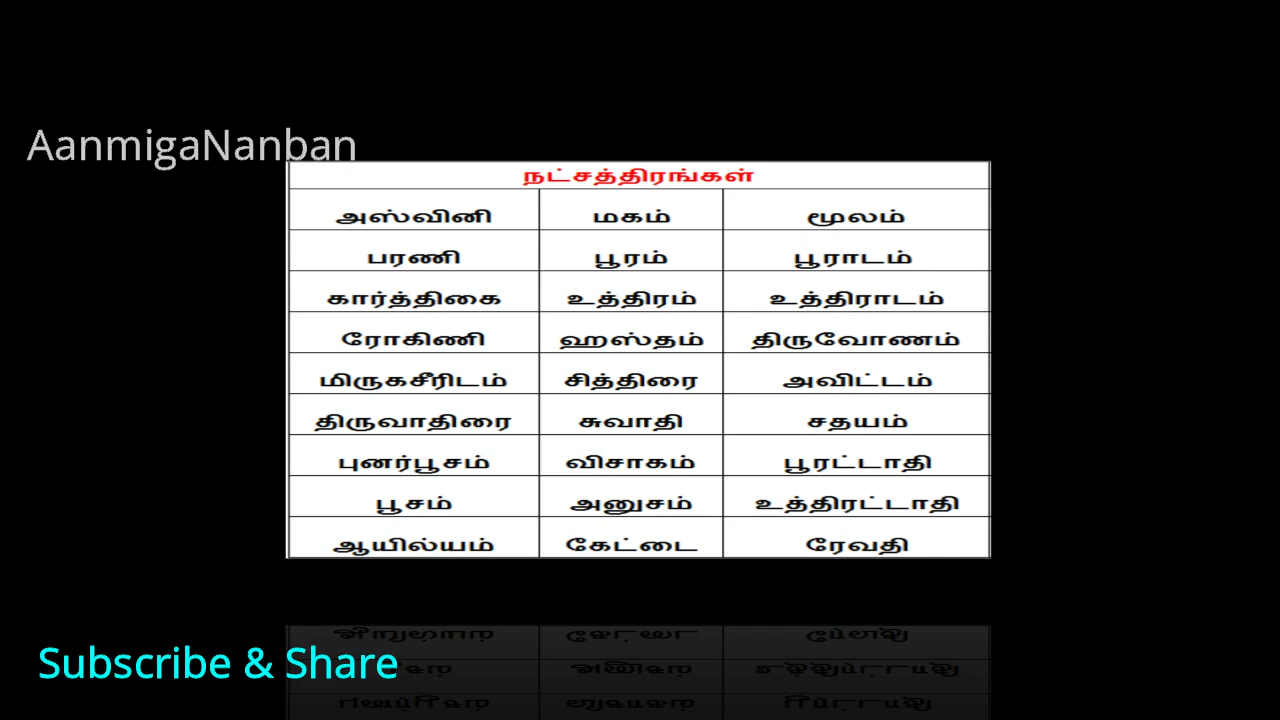 AanmigaNanban
நட்சத்திரங்கள்
அஸ்வினி மகம் மூலம்
பரணி பூரம் பூராடம்
கார்த்திகை உத்திரம் உத்திராடம்
ரோகிணி ஹஸ்தம் திருவோணம்
மிருகசீரிடம் சித்திரை அவிட்டம்
திருவாதிரை சுவாதி சதயம்
புனர்பூசம் விசாகம் பூரட்டாதி
பூசம் அனுசம் உத்திரட்டாதி
ஆயில்யம் கேட்டை ரேவதி
Subscribe & Share